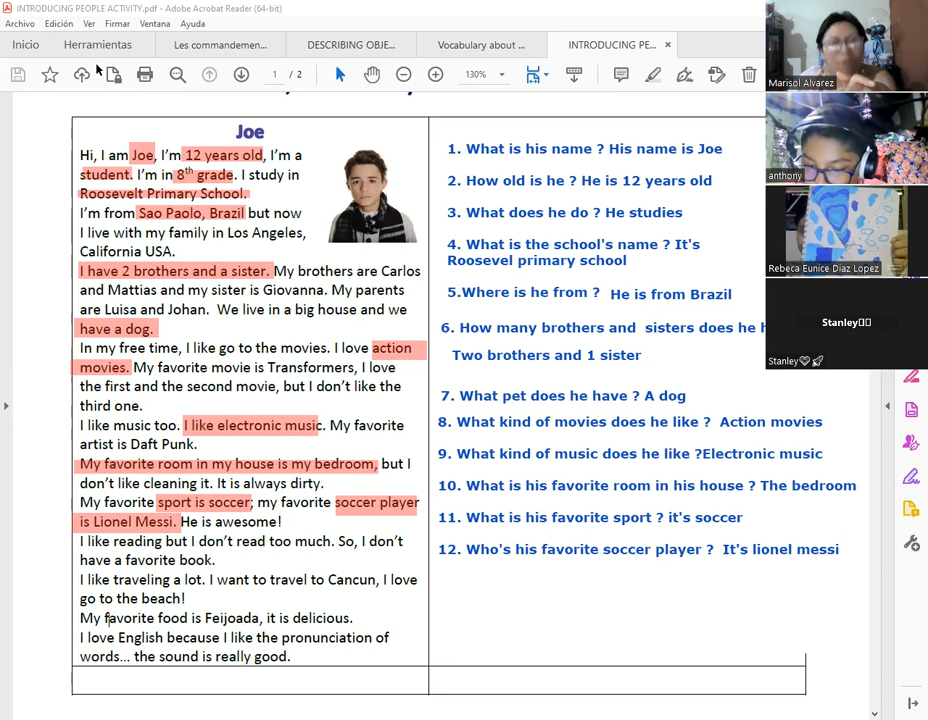 INTRODUCING PEOPLE ACTIVITY.pdf - Adobe Acrobat Reader (64-bit)
Archivo Edición Ver Firmar Ventana Ayuda
Inicio Herramientas Les commandemen... DESCRIBING OBJE... Vocabulary about ... INTRODUCING PE... ×
1 / 2 130%
Joe
Hi, I am Joe, I'm 12 years old, I'm a
student. I'm in 8th grade. I study in
Roosevelt Primary School.
I'm from Sao Paolo, Brazil but now
I live with my family in Los Angeles,
California USA.
I have 2 brothers and a sister. My brothers are Carlos
and Mattias and my sister is Giovanna. My parents
are Luisa and Johan.  We live in a big house and we
have a dog.
In my free time, I like go to the movies. I love action
movies. My favorite movie is Transformers, I love
the first and the second movie, but I don't like the
third one.
I like music too. I like electronic music. My favorite
artist is Daft Punk.
My favorite room in my house is my bedroom, but I
don't like cleaning it. It is always dirty.
My favorite sport is soccer, my favorite soccer player
is Lionel Messi. He is awesome!
I like reading but I don't read too much. So, I don't
have a favorite book.
I like traveling a lot. I want to travel to Cancun, I love
go to the beach!
My favorite food is Feijoada, it is delicious.
I love English because I like the pronunciation of
words... the sound is really good.
1. What is his name ? His name is Joe
2. How old is he ? He is 12 years old
3. What does he do ? He studies
4. What is the school's name ? It's
Roosevel primary school
5.Where is he from ? He is from Brazil
6. How many brothers and  sisters does he h
Two brothers and 1 sister
7. What pet does he have ? A dog
8. What kind of movies does he like ?  Action movies
9. What kind of music does he like ?Electronic music
10. What is his favorite room in his house ? The bedroom
11. What is his favorite sport ? it's soccer
12. Who's his favorite soccer player ?  It's lionel messi
Marisol Alvarez
anthony
Rebeca Eunice Diaz Lopez
Stanley
Stanley